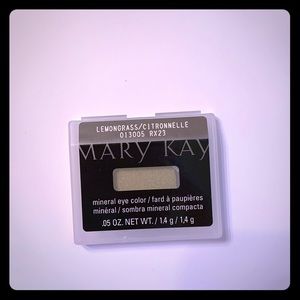 LEMONGRASS/CITRONNELLE
013005 RX23
MARY KAY
mineral eye color / fard à paupières
minéral / sombra mineral compacta
.05 OZ. NET WT. / 1,4 g / 1,4 g